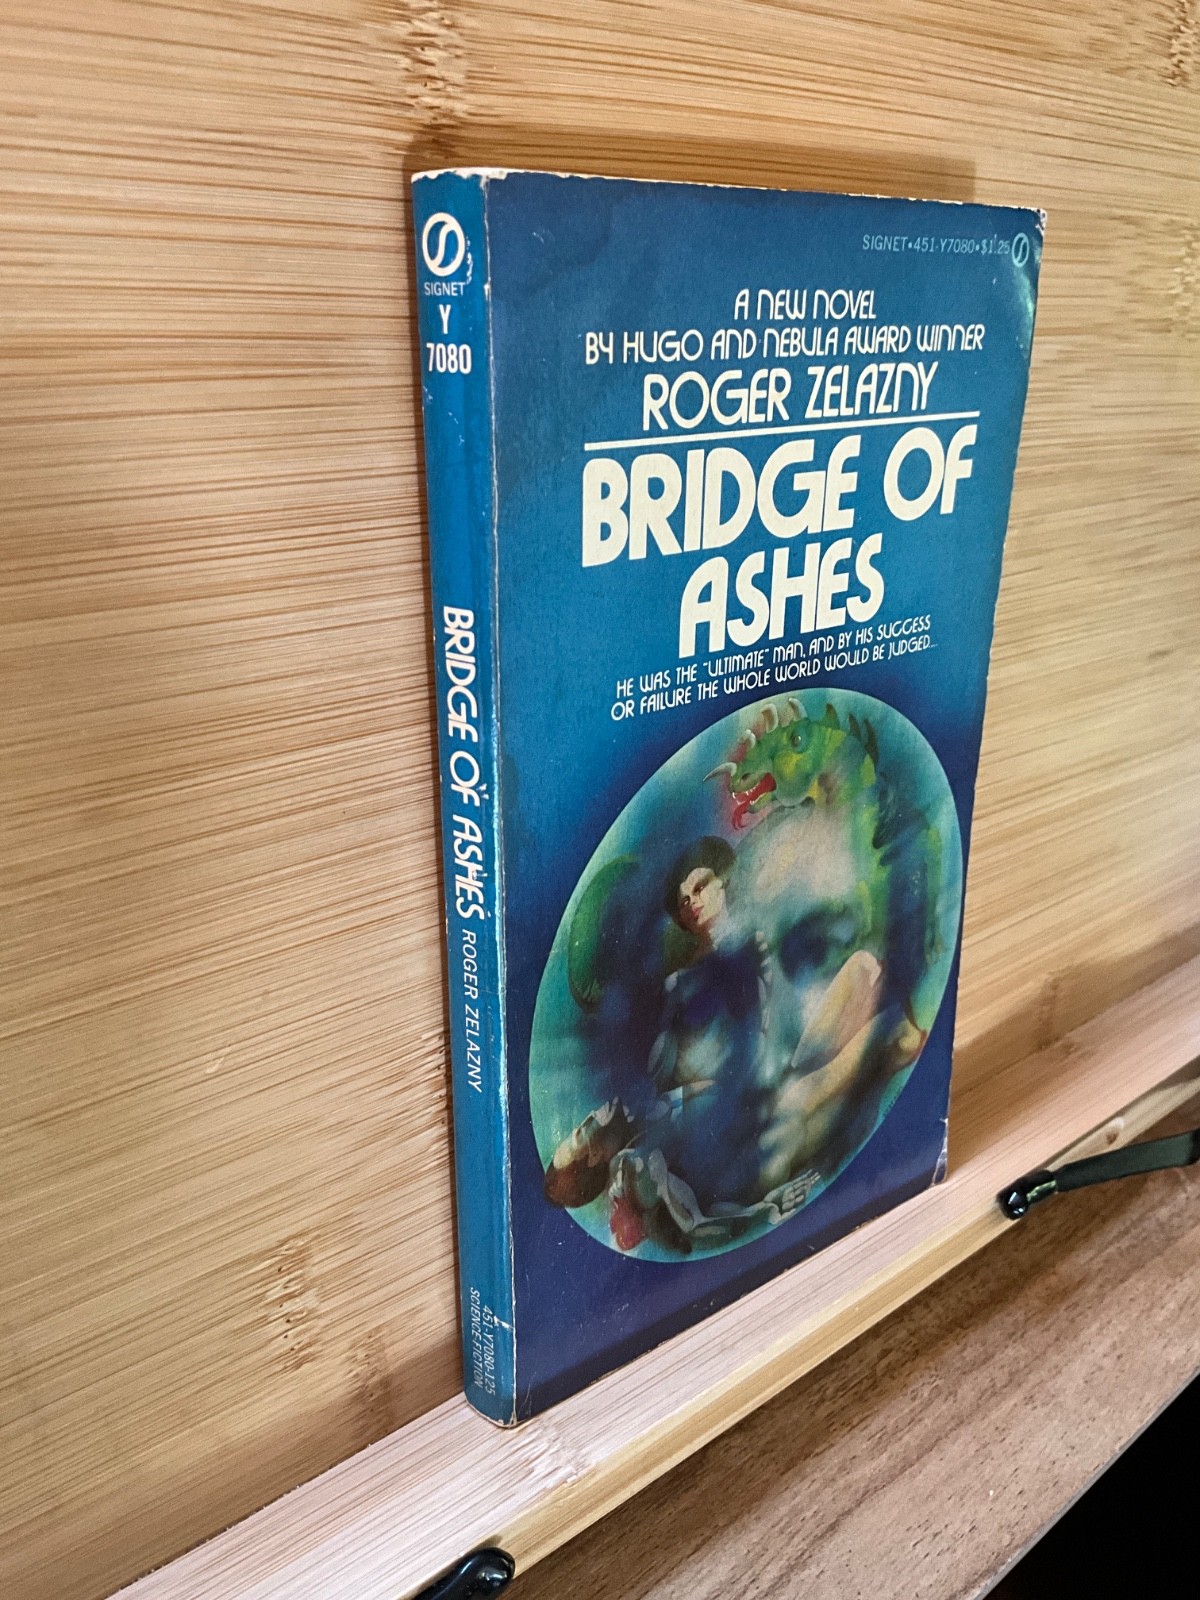 SIGNET
Y
7080
BRIDGE OF ASHES ROGER ZELAZNY
451-Y7080-125
SCIENCE-FICTION
SIGNET•451-Y7080•$1.25
A NEW NOVEL
BY HUGO AND NEBULA AWARD WINNER
ROGER ZELAZNY
BRIDGE OF
ASHES
HE WAS THE "ULTIMATE" MAN, AND BY HIS SUCCESS
OR FAILURE THE WHOLE WORLD WOULD BE JUDGED....